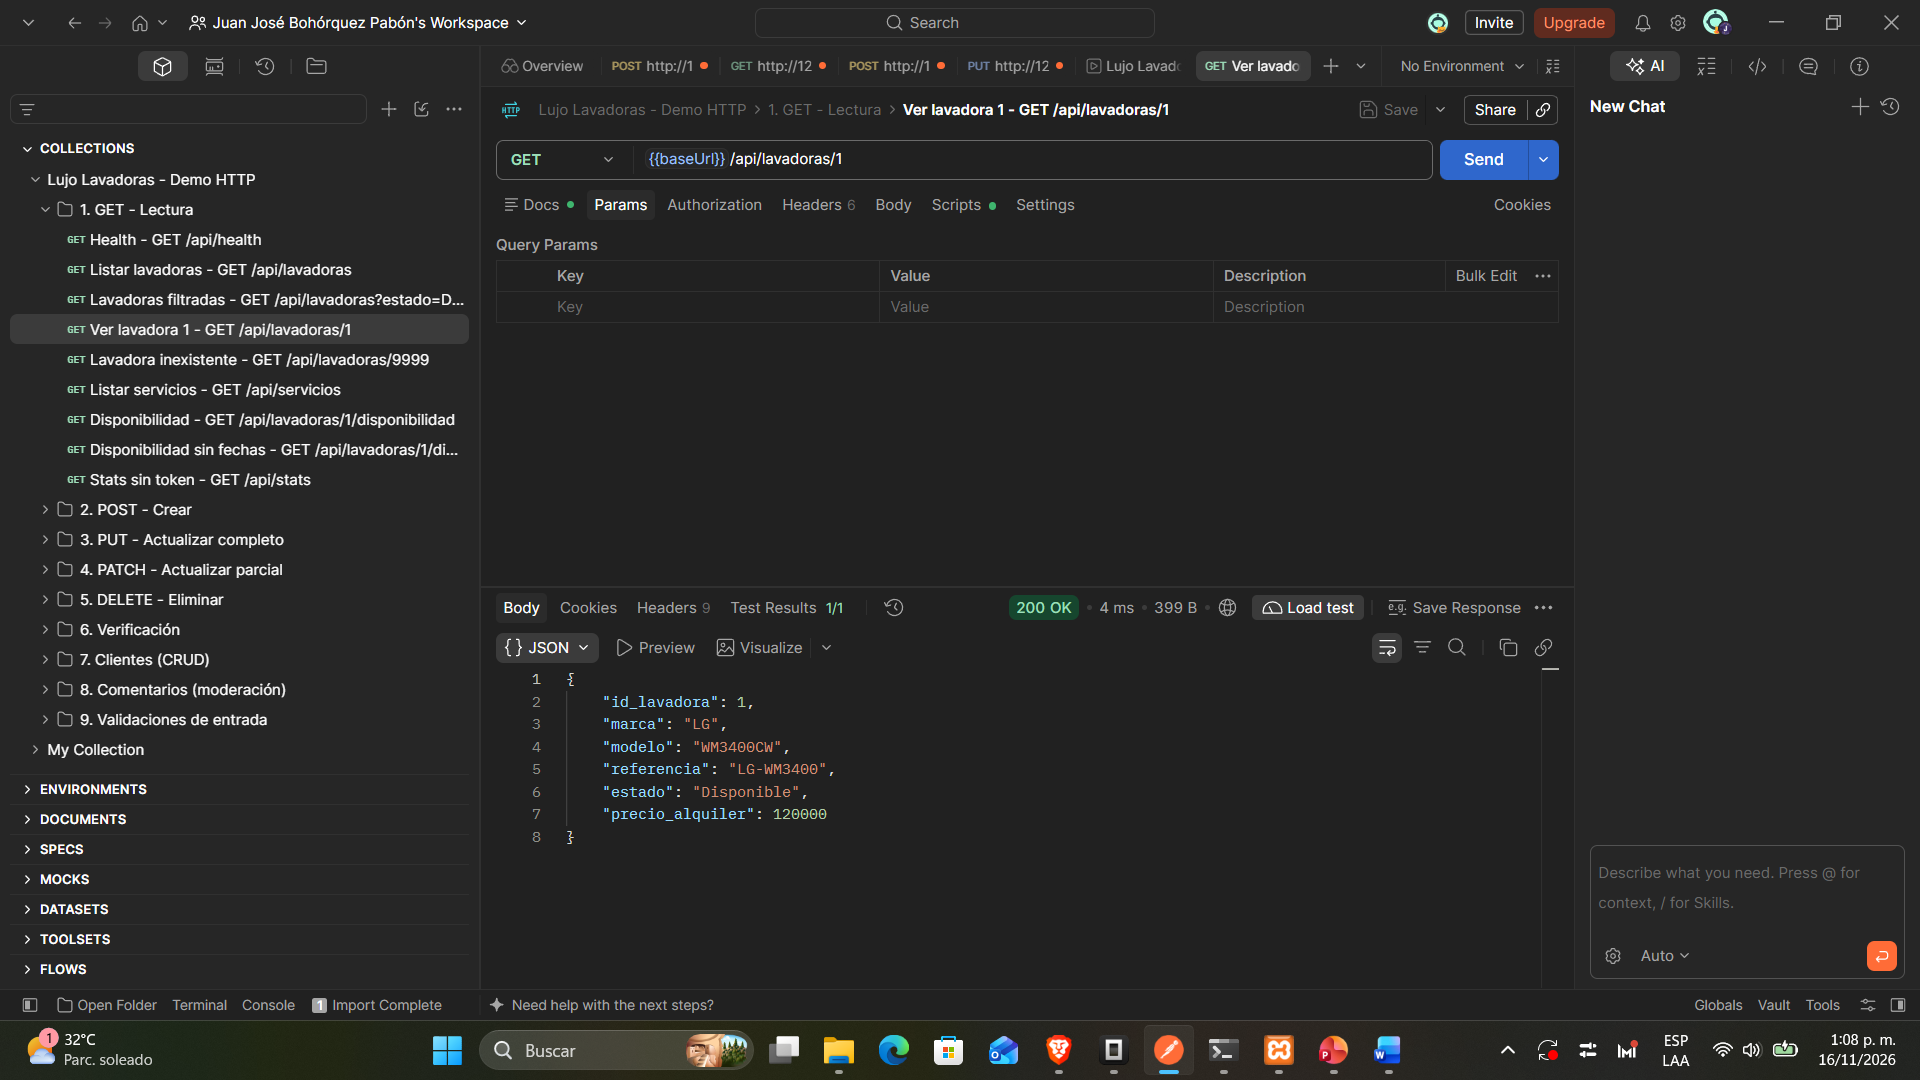 Juan José Bohórquez Pabón's Workspace
Search
Invite
Upgrade
J
Overview
POST http://1
GET http://12
POST http://1
PUT http://12
Lujo Lavado
GET Ver lavado
No Environment
AI
COLLECTIONS
Lujo Lavadoras - Demo HTTP
1. GET - Lectura
GET Health - GET /api/health
GET Listar lavadoras - GET /api/lavadoras
GET Lavadoras filtradas - GET /api/lavadoras?estado=D...
GET Ver lavadora 1 - GET /api/lavadoras/1
GET Lavadora inexistente - GET /api/lavadoras/9999
GET Listar servicios - GET /api/servicios
GET Disponibilidad - GET /api/lavadoras/1/disponibilidad
GET Disponibilidad sin fechas - GET /api/lavadoras/1/di...
GET Stats sin token - GET /api/stats
2. POST - Crear
3. PUT - Actualizar completo
4. PATCH - Actualizar parcial
5. DELETE - Eliminar
6. Verificación
7. Clientes (CRUD)
8. Comentarios (moderación)
9. Validaciones de entrada
My Collection
ENVIRONMENTS
DOCUMENTS
SPECS
MOCKS
DATASETS
TOOLSETS
FLOWS
HTTP Lujo Lavadoras - Demo HTTP > 1. GET - Lectura > Ver lavadora 1 - GET /api/lavadoras/1
Save
Share
GET
{{baseUrl}} /api/lavadoras/1
Send
Docs
Params
Authorization
Headers 6
Body
Scripts
Settings
Cookies
Query Params
Key
Value
Description
Bulk Edit
Key
Value
Description
Body
Cookies
Headers 9
Test Results 1/1
200 OK
4 ms
399 B
Load test
e.g. Save Response
{} JSON
Preview
Visualize
1 {
2 "id_lavadora": 1,
3 "marca": "LG",
4 "modelo": "WM3400CW",
5 "referencia": "LG-WM3400",
6 "estado": "Disponible",
7 "precio_alquiler": 120000
8 }
New Chat
Describe what you need. Press @ for
context, / for Skills.
Auto
Open Folder
Terminal
Console
1 Import Complete
Need help with the next steps?
Globals
Vault
Tools
1
32°C
Parc. soleado
Buscar
ESP
LAA
1:08 p. m.
16/11/2026